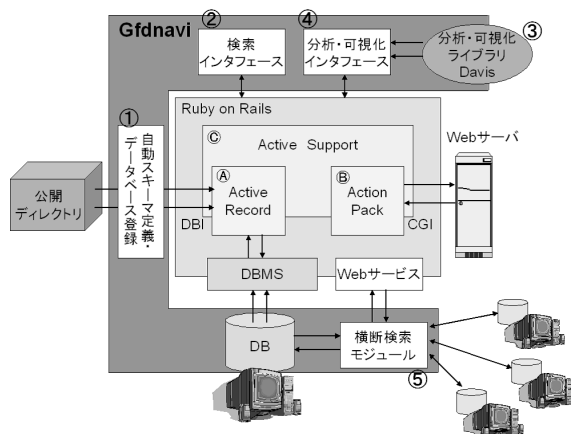 Gfdnavi
②
検索
インタフェース
④
分析・可視化
インタフェース
③
分析・可視化
ライブラリ
Davis
①
自動スキーマ定義・
データベース登録
公開
ディレクトリ
Ruby on Rails
Ⓒ
Active Support
Ⓐ
Active
Record
Ⓑ
Action
Pack
DBI
CGI
Webサーバ
DBMS
Webサービス
DB
横断検索
モジュール
⑤